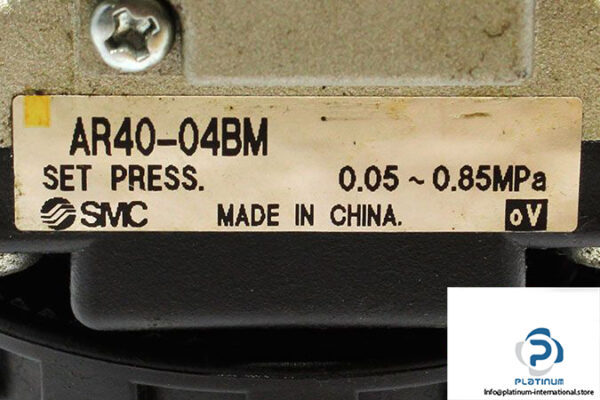 AR40-04BM
SET PRESS. 0.05 ~ 0.85MPa
SMC MADE IN CHINA. oV
PLATINUM
Info@platinum-international.store